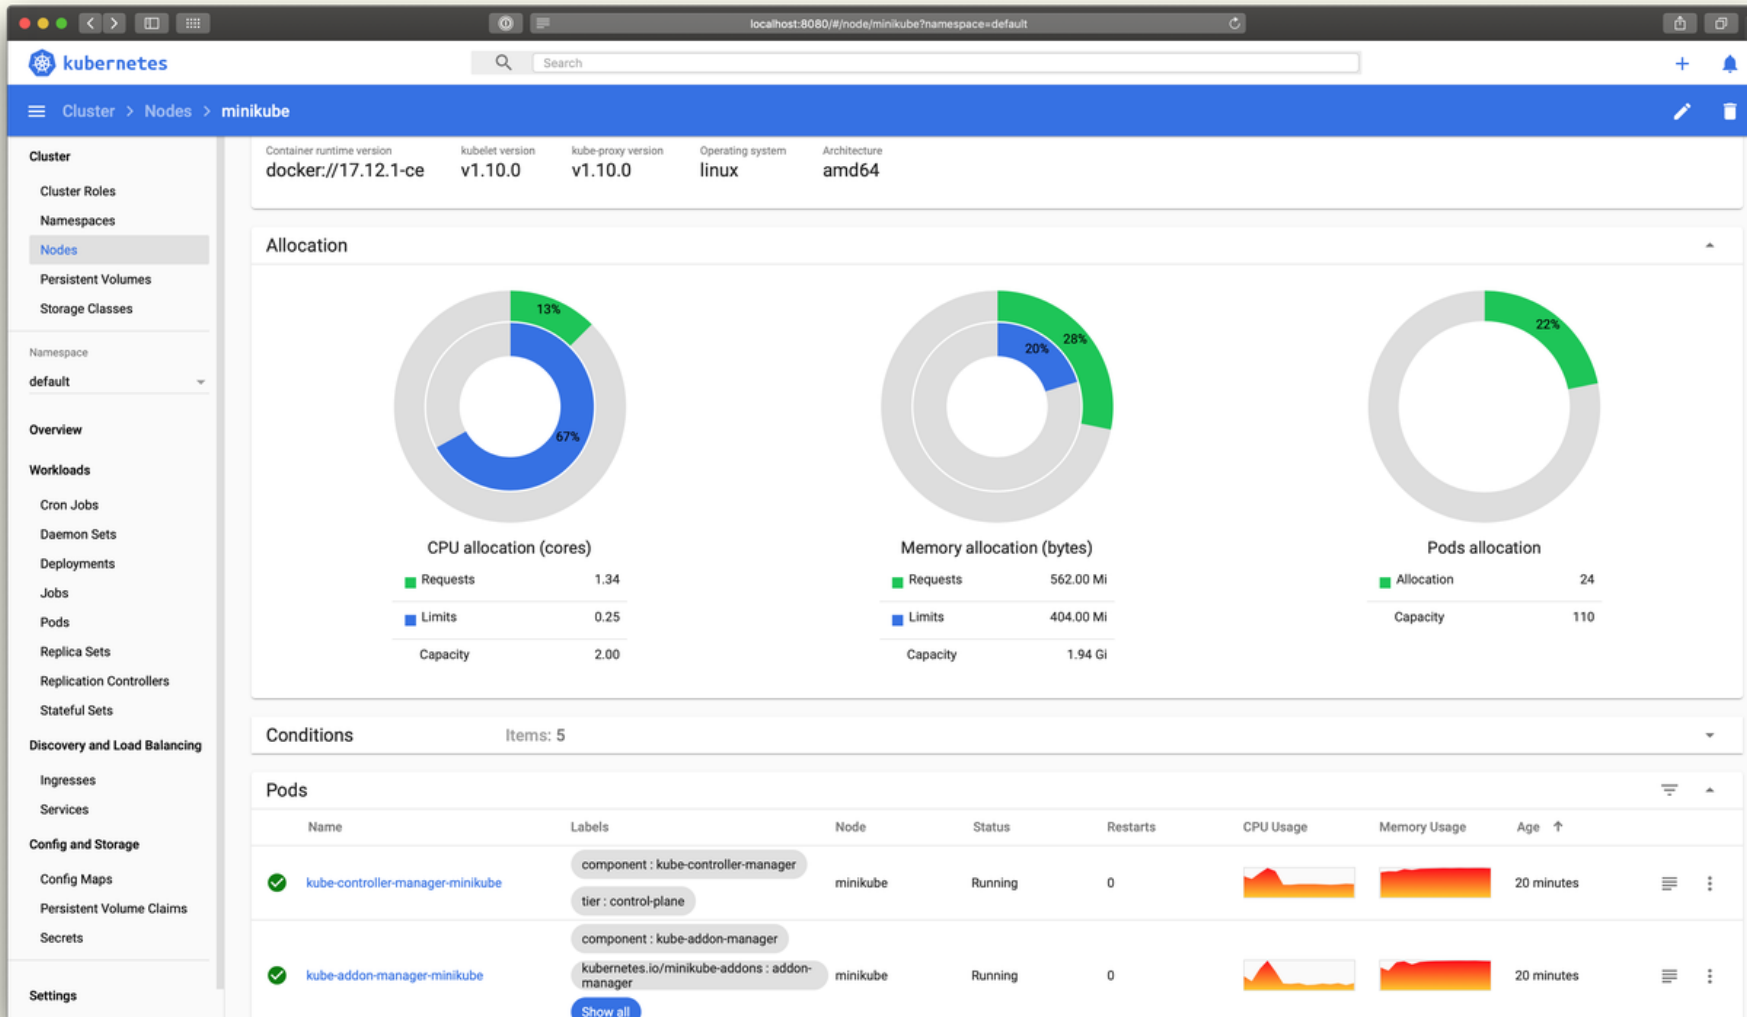 localhost:8080/#/node/minikube?namespace=default
kubernetes
Search
Cluster > Nodes > minikube
Cluster
Cluster Roles
Namespaces
Nodes
Persistent Volumes
Storage Classes
Namespace
default
Overview
Workloads
Cron Jobs
Daemon Sets
Deployments
Jobs
Pods
Replica Sets
Replication Controllers
Stateful Sets
Discovery and Load Balancing
Ingresses
Services
Config and Storage
Config Maps
Persistent Volume Claims
Secrets
Settings
Container runtime version kubelet version kube-proxy version Operating system Architecture
docker://17.12.1-ce v1.10.0 v1.10.0 linux amd64
Allocation
13%
67%
CPU allocation (cores)
Requests 1.34
Limits 0.25
Capacity 2.00
28%
20%
Memory allocation (bytes)
Requests 562.00 Mi
Limits 404.00 Mi
Capacity 1.94 Gi
22%
Pods allocation
Allocation 24
Capacity 110
Conditions Items: 5
Pods
Name Labels Node Status Restarts CPU Usage Memory Usage Age
component : kube-controller-manager
kube-controller-manager-minikube minikube Running 0 20 minutes
tier : control-plane
component : kube-addon-manager
kubernetes.io/minikube-addons : addon-
manager
kube-addon-manager-minikube minikube Running 0 20 minutes
Show all